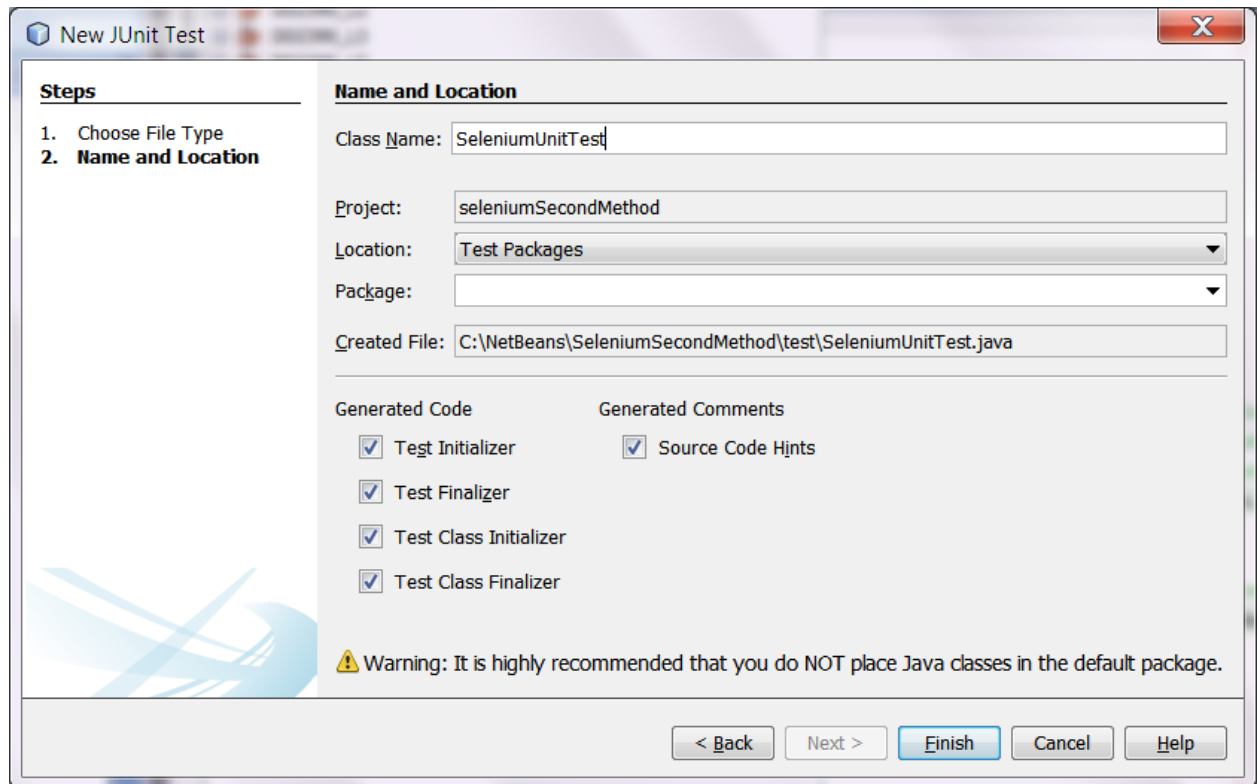 New JUnit Test
X
Steps
1. Choose File Type
2. Name and Location
Name and Location
Class Name: SeleniumUnitTest
Project: seleniumSecondMethod
Location: Test Packages
Package:
Created File: C:\NetBeans\SeleniumSecondMethod\test\SeleniumUnitTest.java
Generated Code Generated Comments
Test Initializer Source Code Hints
Test Finalizer
Test Class Initializer
Test Class Finalizer
Warning: It is highly recommended that you do NOT place Java classes in the default package.
< Back Next > Finish Cancel Help